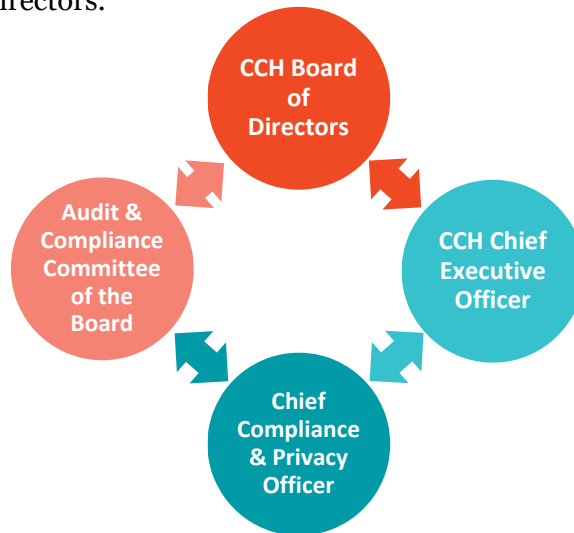 irectors.
CCH Board
of
Directors
Audit &
Compliance
Committee
of the
Board
CCH Chief
Executive
Officer
Chief
Compliance
& Privacy
Officer